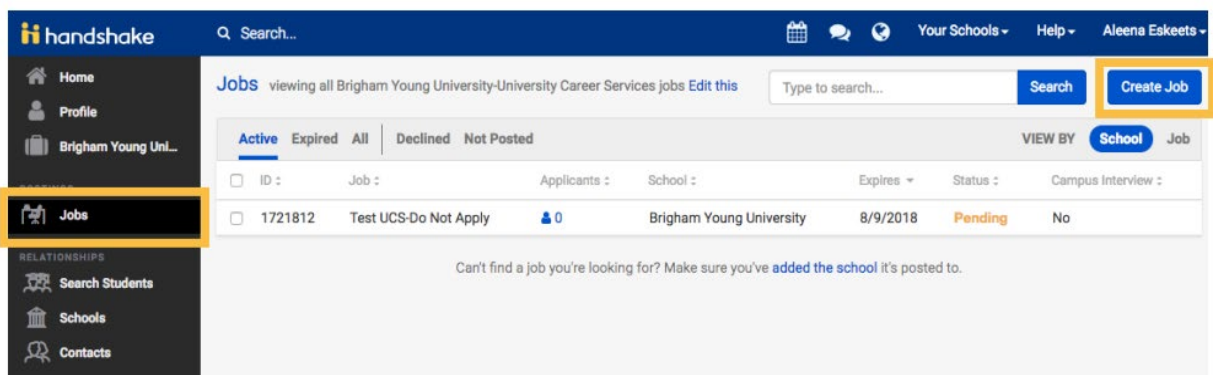 handshake
Search...
Your Schools
Help
Aleena Eskeets
Home
Profile
Brigham Young Uni...
Jobs
RELATIONSHIPS
Search Students
Schools
Contacts
Jobs viewing all Brigham Young University-University Career Services jobs Edit this
Type to search...
Search
Create Job
Active Expired All Declined Not Posted
VIEW BY School Job
ID Job Applicants School Expires Status Campus Interview
1721812 Test UCS-Do Not Apply 0 Brigham Young University 8/9/2018 Pending No
Can't find a job you're looking for? Make sure you've added the school it's posted to.